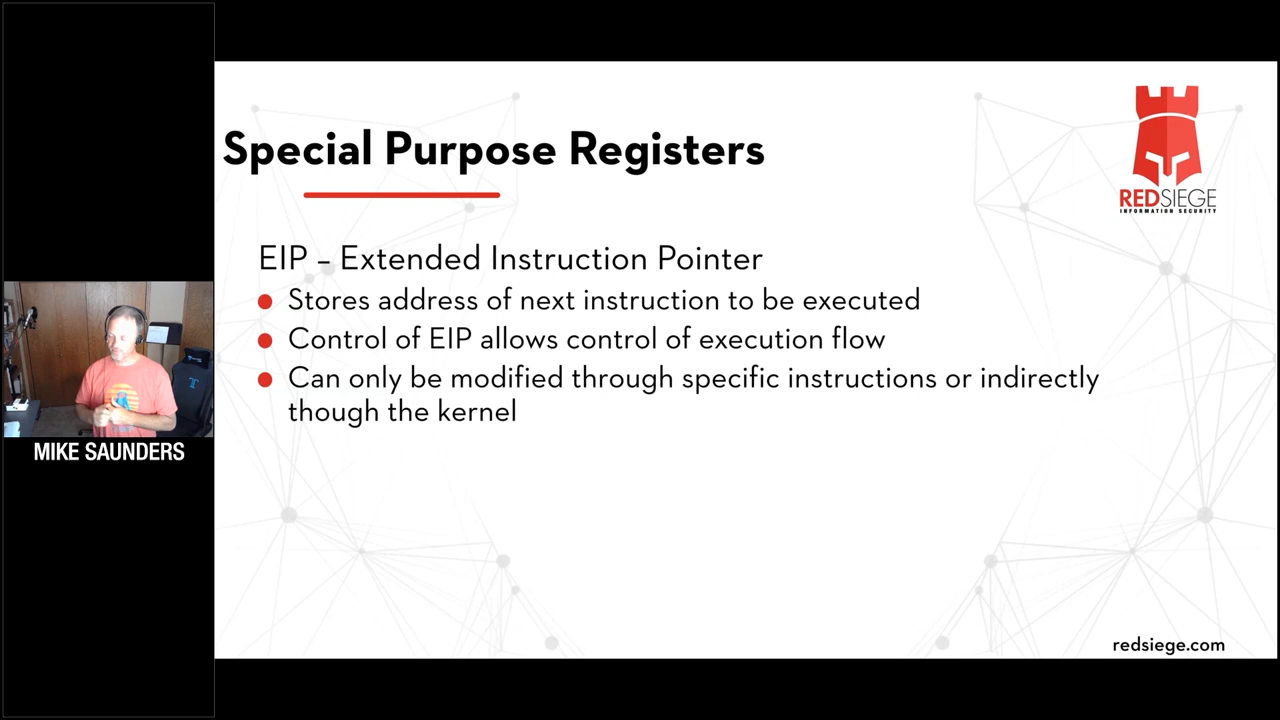 Special Purpose Registers
REDSIEGE
INFORMATION SECURITY
EIP – Extended Instruction Pointer
Stores address of next instruction to be executed
Control of EIP allows control of execution flow
Can only be modified through specific instructions or indirectly
though the kernel
MIKE SAUNDERS
redsiege.com